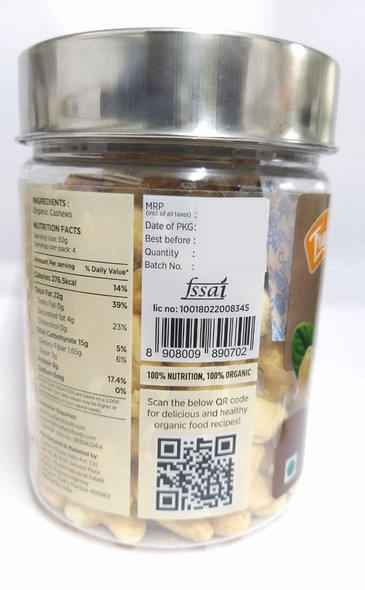 INGREDIENTS :
Organic Cashews
NUTRITION FACTS
Serving size: 50g
Servings per pack: 4
Amount Per serving % Daily Value*
Calories 276.5kcal 14%
Total Fat 22g 39%
Trans Fat 0g
Saturated fat 4g 23%
Cholesterol 0g
Total Carbohydrate 15g 5%
Dietary Fiber 1.65g 6%
Protein 9g 17.4%
Sodium 6mg 0%
MRP :
(incl. of all taxes)
Date of PKG:
Best before :
Quantity :
Batch No. :
fssai
lic no: 10018022008345
8 908009 890702
100% NUTRITION, 100% ORGANIC
Scan the below QR code
for delicious and healthy
organic food recipes!